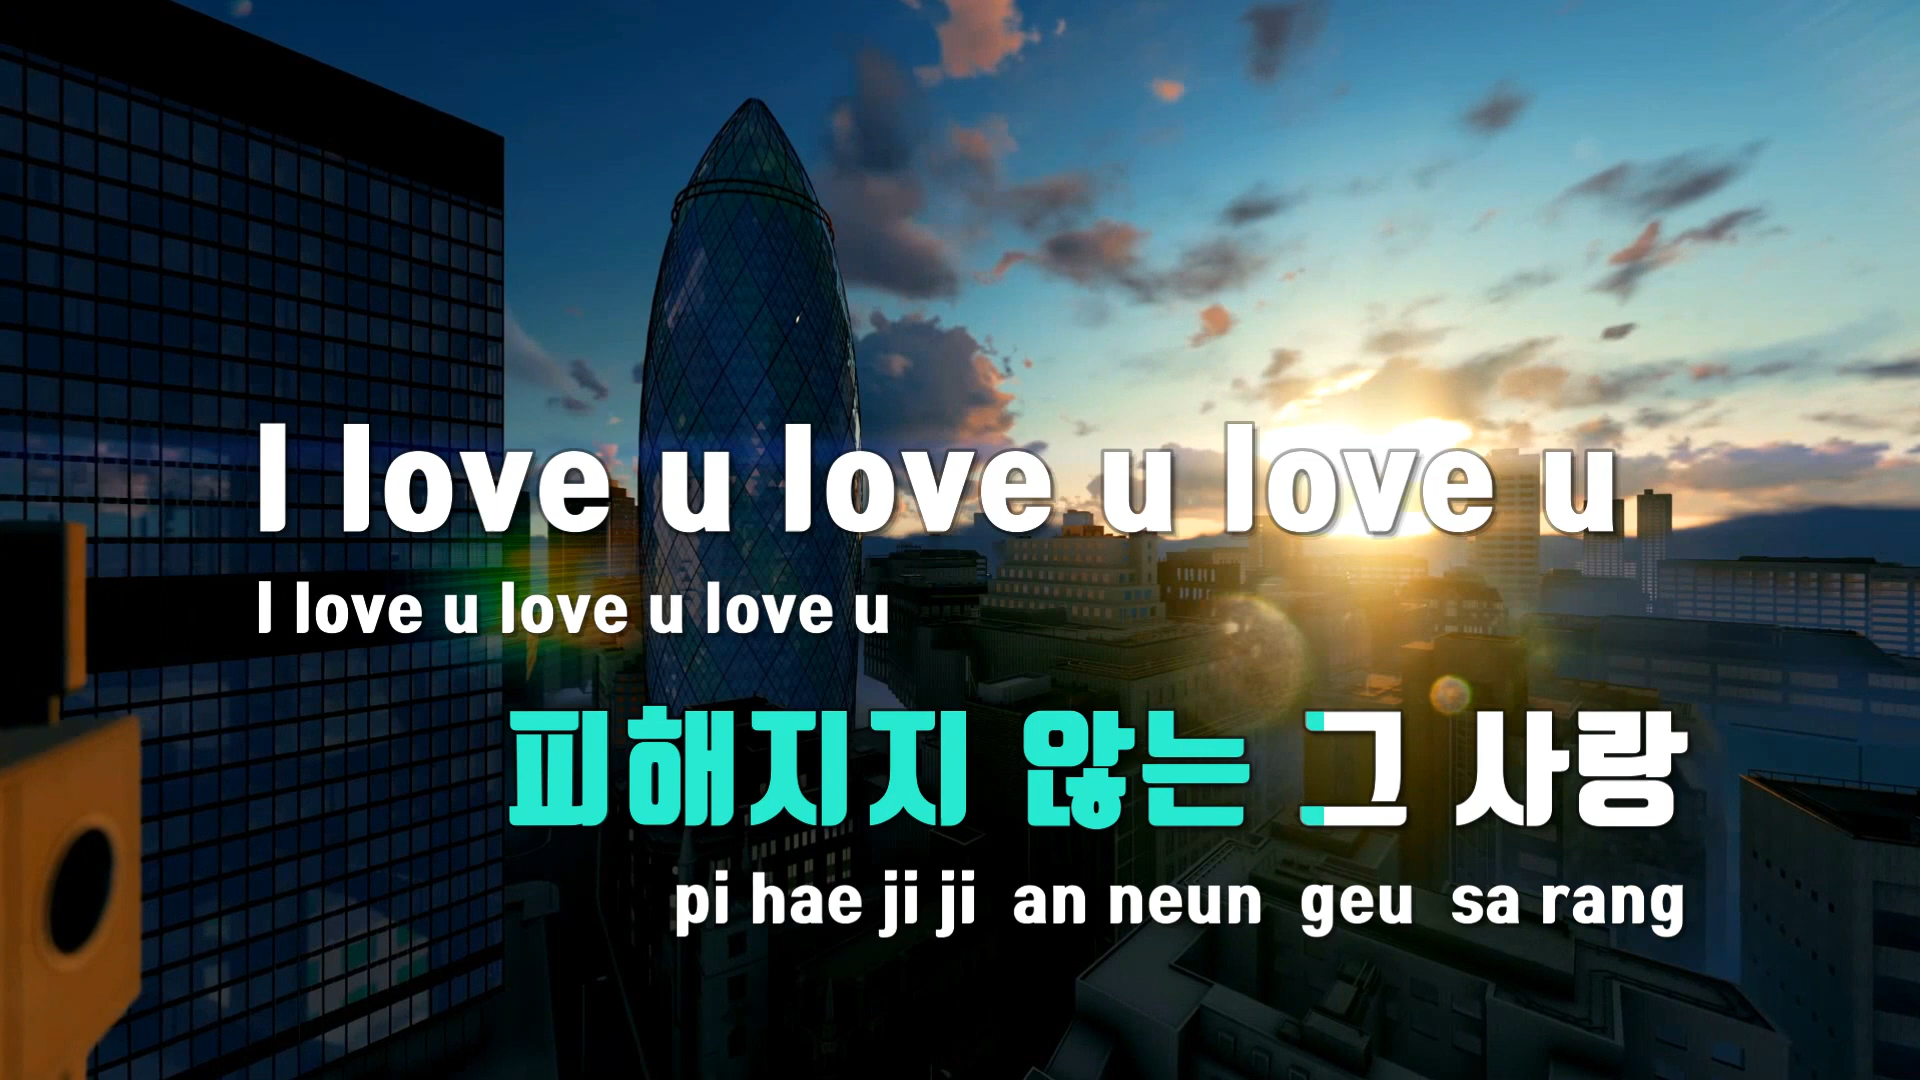 I love u love u love u
I love u love u love u
피해지지 않는 그 사랑
pi hae ji ji an neun geu sa rang